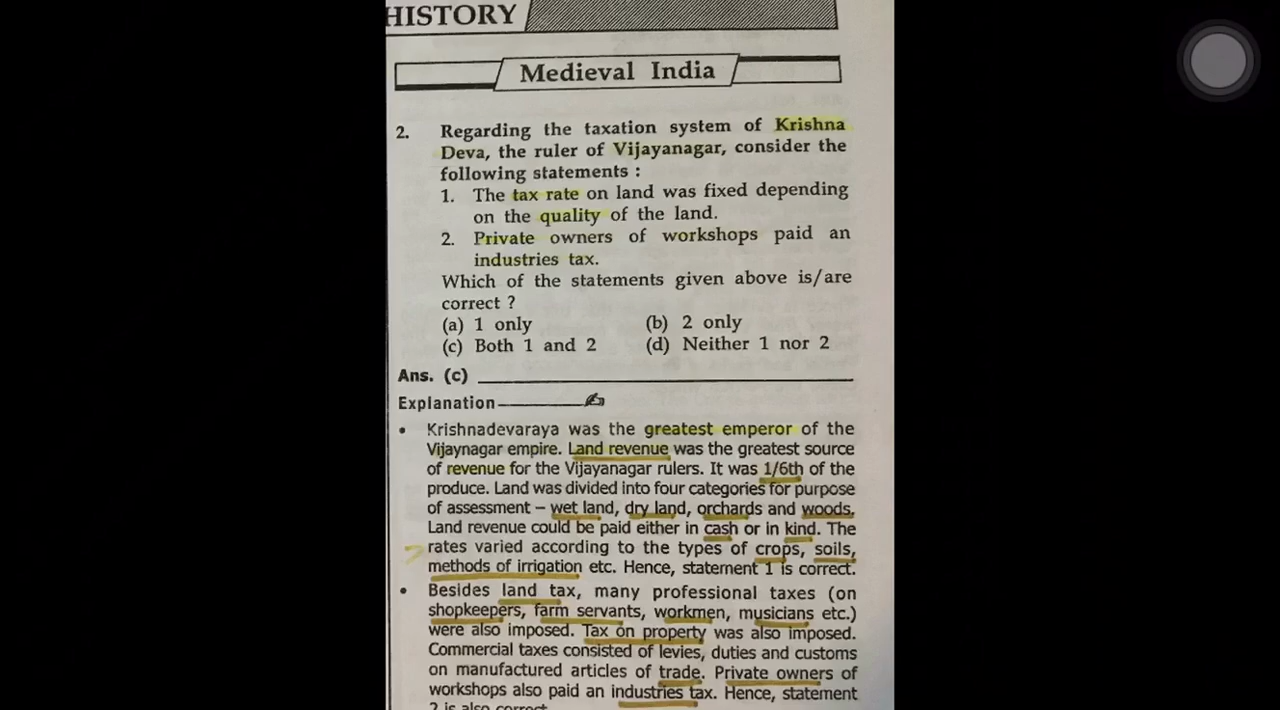 HISTORY
Medieval India
2. Regarding the taxation system of Krishna
Deva, the ruler of Vijayanagar, consider the
following statements :
1. The tax rate on land was fixed depending
on the quality of the land.
2. Private owners of workshops paid an
industries tax.
Which of the statements given above is/are
correct ?
(a) 1 only (b) 2 only
(c) Both 1 and 2 (d) Neither 1 nor 2
Ans. (c)
Explanation
• Krishnadevaraya was the greatest emperor of the
Vijaynagar empire. Land revenue was the greatest source
of revenue for the Vijayanagar rulers. It was 1/6th of the
produce. Land was divided into four categories for purpose
of assessment – wet land, dry land, orchards and woods.
Land revenue could be paid either in cash or in kind. The
rates varied according to the types of crops, soils,
methods of irrigation etc. Hence, statement 1 is correct.
• Besides land tax, many professional taxes (on
shopkeepers, farm servants, workmen, musicians etc.)
were also imposed. Tax on property was also imposed.
Commercial taxes consisted of levies, duties and customs
on manufactured articles of trade. Private owners of
workshops also paid an industries tax. Hence, statement
2 is also correct